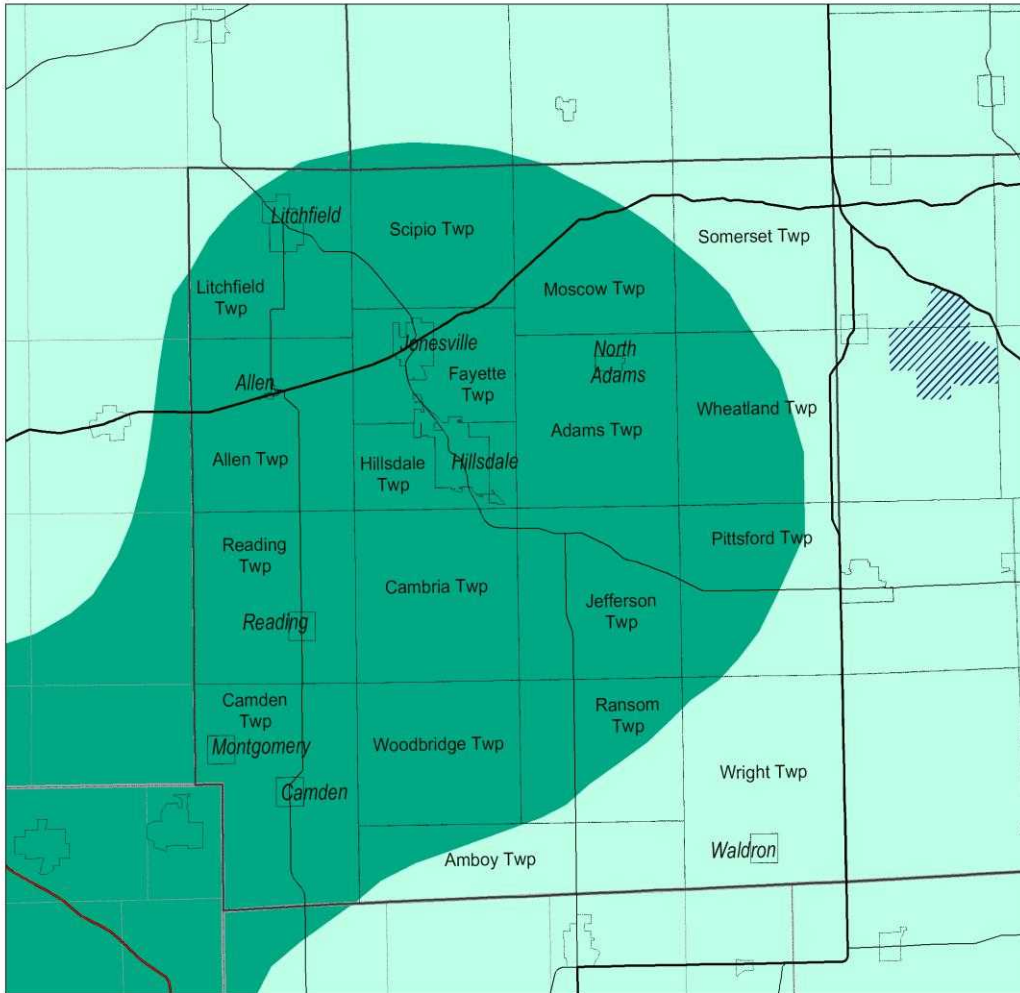 Litchfield
Scipio Twp
Somerset Twp
Litchfield
Twp
Moscow Twp
Jonesville
North
Adams
Allen
Fayette
Twp
Wheatland Twp
Adams Twp
Allen Twp
Hillsdale
Twp
Hillsdale
Reading
Twp
Pittsford Twp
Cambria Twp
Jefferson
Twp
Reading
Camden
Twp
Ransom
Twp
Montgomery
Woodbridge Twp
Wright Twp
Camden
Waldron
Amboy Twp